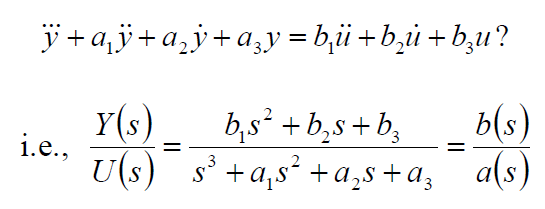 y⃛ + a₁ÿ + a₂ẏ + a₃y = b₁ü + b₂u̇ + b₃u?
i.e., Y(s)/U(s) = (b₁s² + b₂s + b₃)/(s³ + a₁s² + a₂s + a₃) = b(s)/a(s)